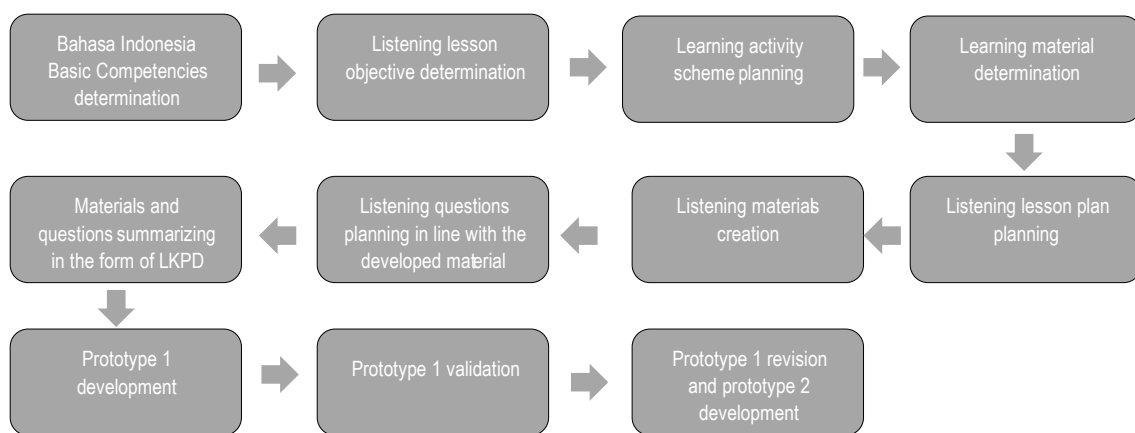 Bahasa Indonesia
Basic Competencies
determination
Listening lesson
objective determination
Learning activity
scheme planning
Learning material
determination
Listening lesson plan
planning
Listening materials
creation
Listening questions
planning in line with the
developed material
Materials and
questions summarizing
in the form of LKPD
Prototype 1
development
Prototype 1 validation
Prototype 1 revision
and prototype 2
development